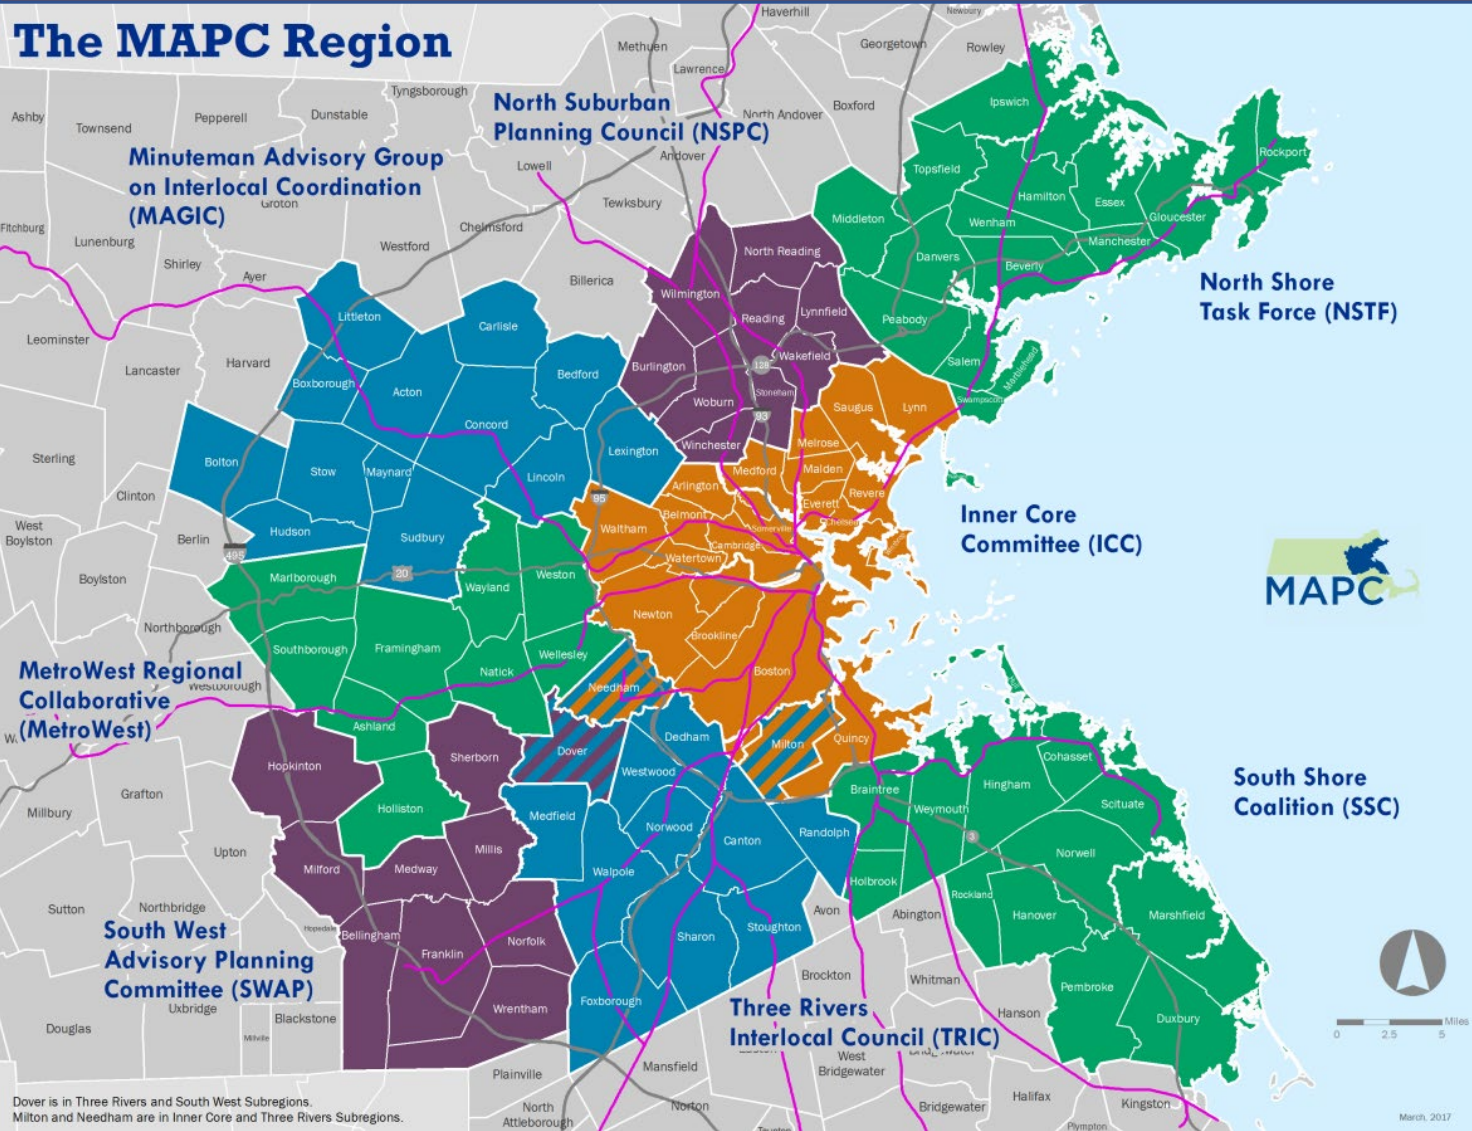 The MAPC Region
Haverhill
Newbury
Methuen
Georgetown
Rowley
Lawrence
Tyngsborough
North Suburban
Planning Council (NSPC)
Ipswich
Boxford
North Andover
Ashby
Townsend
Pepperell
Dunstable
Rockport
Minuteman Advisory Group
on Interlocal Coordination
(MAGIC)
Andover
Lowell
Topsfield
Groton
Tewksbury
Hamilton
Essex
Gloucester
Middleton
Wenham
Fitchburg
Lunenburg
Chelmsford
Westford
Manchester
North Reading
Danvers
Shirley
Ayer
Billerica
Beverly
North Shore
Task Force (NSTF)
Wilmington
Littleton
Carlisle
Reading
Lynnfield
Peabody
Leominster
Harvard
Lancaster
Wakefield
Salem
Marblehead
Burlington
128
Boxborough
Acton
Bedford
Stoneham
Woburn
Swampscott
Saugus
Lynn
93
Concord
Winchester
Melrose
Sterling
Bolton
Stow
Maynard
Lexington
Lincoln
Medford
Malden
Clinton
95
Arlington
Revere
Everett
Inner Core
Committee (ICC)
Belmont
Chelsea
Somerville
Waltham
West
Boylston
Berlin
Hudson
Sudbury
Cambridge
Watertown
495
20
Boylston
Marlborough
Wayland
Weston
MAPC
Northborough
Newton
Brookline
Southborough
Framingham
Wellesley
Natick
Boston
MetroWest Regional
Collaborative
(MetroWest)
Westborough
Needham
Ashland
Dedham
Milton
Quincy
Dover
Sherborn
Westwood
Hopkinton
Cohasset
South Shore
Coalition (SSC)
Hingham
Braintree
Weymouth
Scituate
Grafton
Millbury
Holliston
Medfield
Norwood
Canton
Randolph
3
Upton
Millis
Milford
Medway
Walpole
Norwell
Holbrook
Rockland
Hanover
Marshfield
Sutton
Northbridge
Avon
Abington
Hopedale
South West
Advisory Planning
Committee (SWAP)
Bellingham
Franklin
Norfolk
Sharon
Stoughton
Brockton
Whitman
Pembroke
Uxbridge
Blackstone
Wrentham
Foxborough
Three Rivers
Interlocal Council (TRIC)
Hanson
Duxbury
Miles
0 2.5 5
Douglas
Millville
West
Bridgewater
Mansfield
Plainville
Halifax
Kingston
North
Attleborough
Norton
Bridgewater
Plympton
Dover is in Three Rivers and South West Subregions.
Milton and Needham are in Inner Core and Three Rivers Subregions.
March, 2017